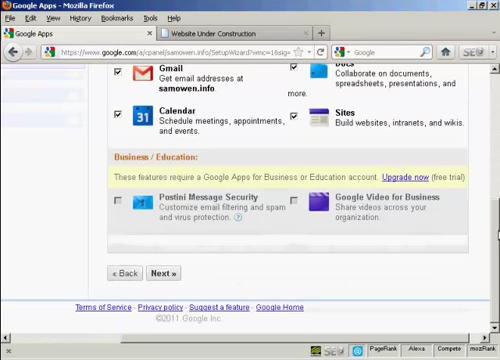 Google Apps - Mozilla Firefox
File Edit View History Bookmarks Tools Help
Google Apps
Website Under Construction
https://www.google.com/a/cpanel/samowen.info/SetupWizard?wmc=1&sig=
Google
SEO
Gmail
Get email addresses at
samowen.info.
Docs
Collaborate on documents,
spreadsheets, presentations, and
more.
Calendar
Schedule meetings, appointments,
and events.
Sites
Build websites, intranets, and wikis.
Business / Education:
These features require a Google Apps for Business or Education account. Upgrade now (free trial)
Postini Message Security
Customize email filtering and spam
and virus protection. (?)
Google Video for Business
Share videos across your
organization.
« Back
Next »
Terms of Service - Privacy policy - Suggest a feature - Google Home
©2011 Google Inc.
SEO
PageRank
Alexa
Compete
mozRank